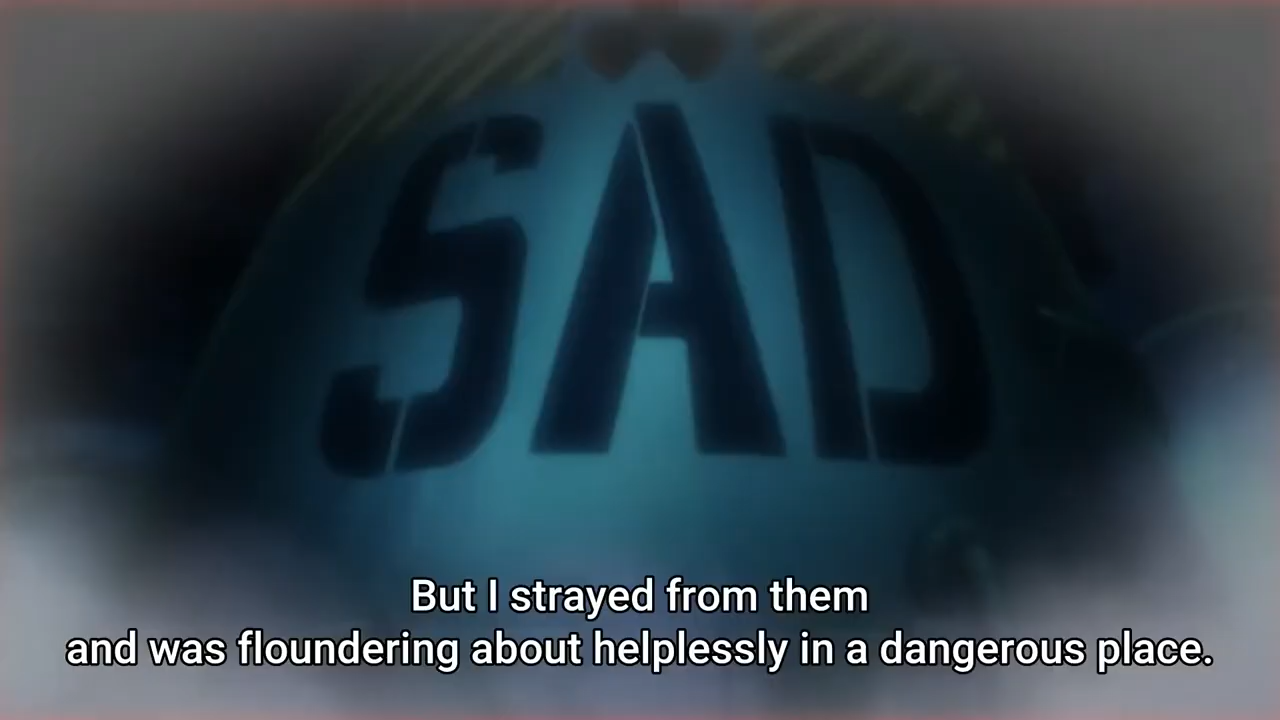 SAD
But I strayed from them
and was floundering about helplessly in a dangerous place.